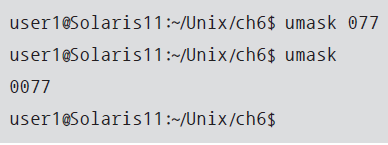 user1@Solaris11:~/Unix/ch6$ umask 077
user1@Solaris11:~/Unix/ch6$ umask
0077
user1@Solaris11:~/Unix/ch6$